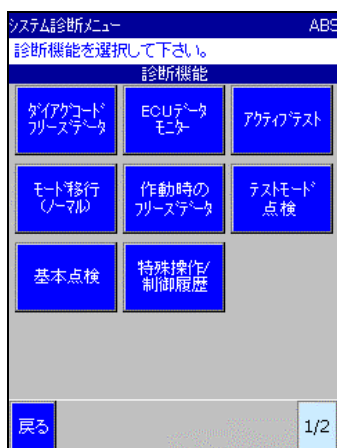 ｼｽﾃﾑ診断ﾒﾆｭｰ ABS
診断機能を選択して下さい。
診断機能
ﾀﾞｲｱｸﾞｺｰﾄﾞ
ﾌﾘｰｽﾞﾃﾞｰﾀ
ECUﾃﾞｰﾀ
ﾓﾆﾀｰ
ｱｸﾃｨﾌﾞﾃｽﾄ
ﾓｰﾄﾞ移行
(ﾉｰﾏﾙ)
作動時の
ﾌﾘｰｽﾞﾃﾞｰﾀ
ﾃｽﾄﾓｰﾄﾞ
点検
基本点検
特殊操作/
制御履歴
戻る
1/2